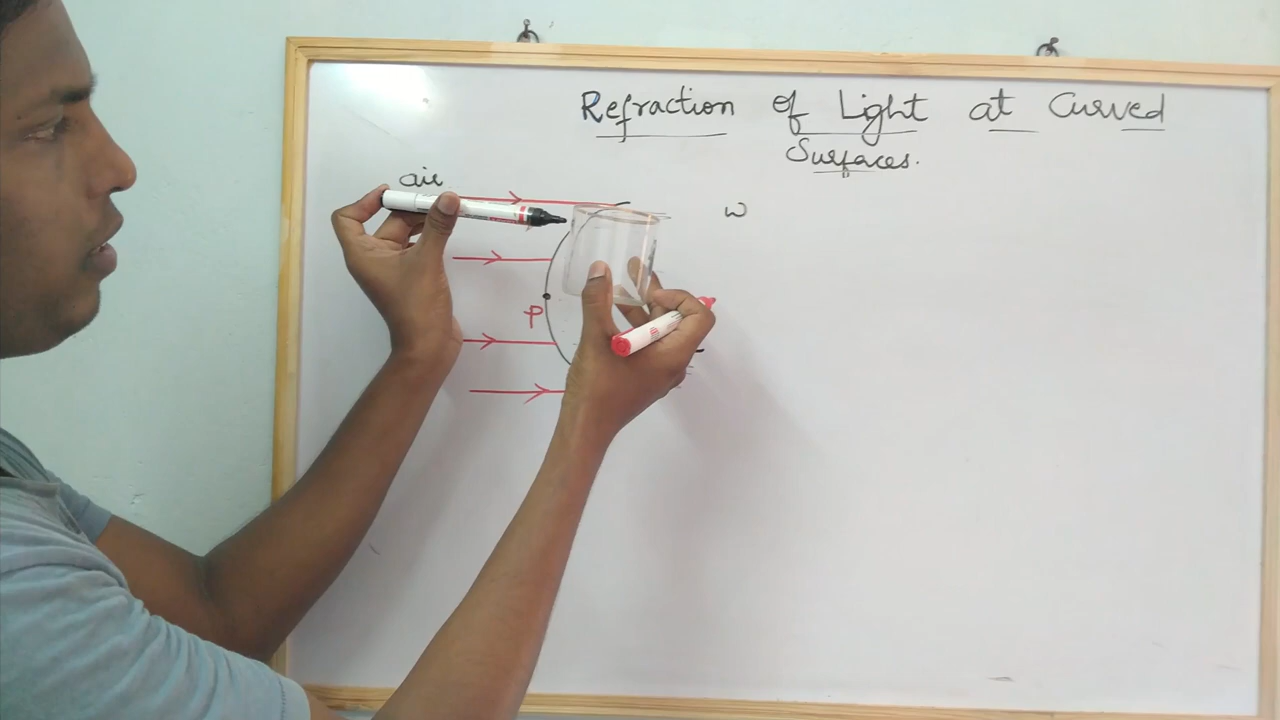 Refraction of Light at Curved
Surfaces.
air
w
P